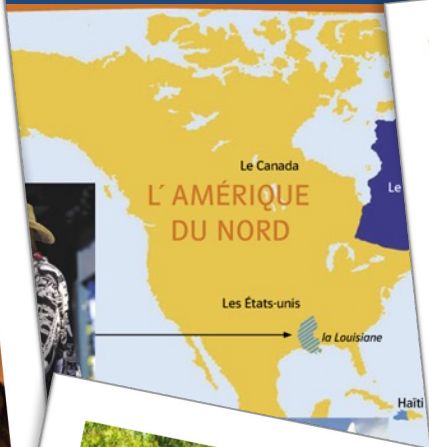 Le Canada
L´ AMÉRIQUE
DU NORD
Le
Les États-unis
la Louisiane
Haïti